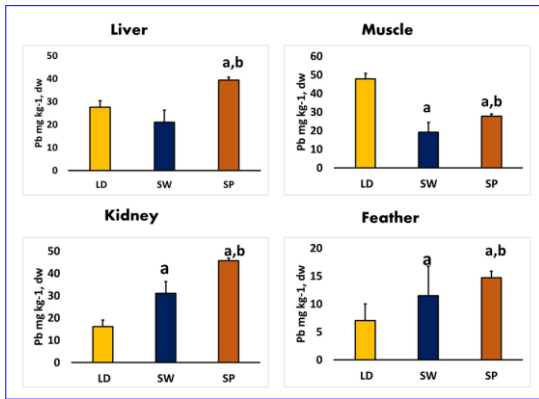 Liver
Pb mg kg-1, dw
50
40
30
20
10
0
a,b
LD SW SP
Muscle
Pb mg kg-1, dw
60
50
40
30
20
10
0
a
a,b
LD SW SP
Kidney
Pb mg kg-1, dw
50
40
30
20
10
0
a
a,b
LD SW SP
Feather
Pb mg kg-1, dw
20
15
10
5
0
a
a,b
LD SW SP